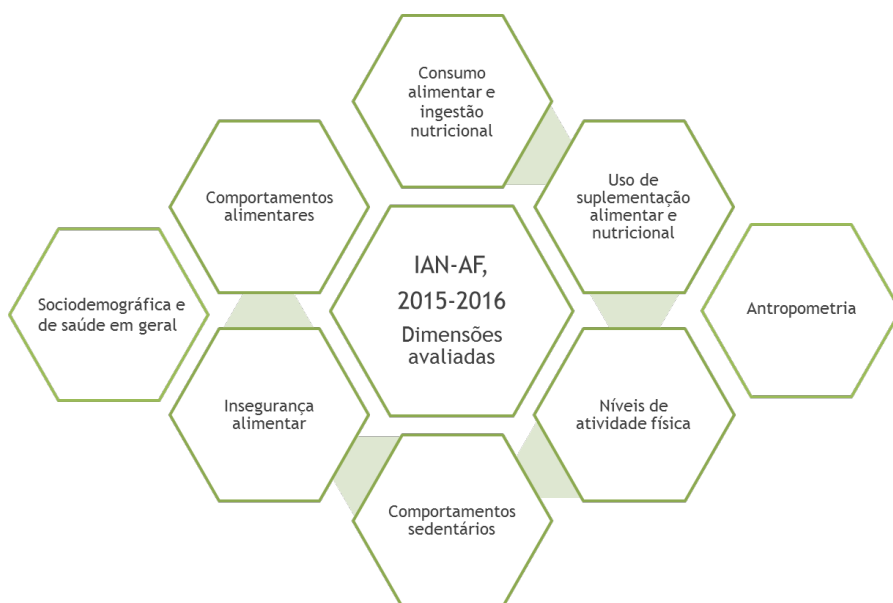 Consumo
alimentar e
ingestão
nutricional
Comportamentos
alimentares
Uso de
suplementação
alimentar e
nutricional
Sociodemográfica e
de saúde em geral
IAN-AF,
2015-2016
Dimensões
avaliadas
Antropometria
Insegurança
alimentar
Níveis de
atividade física
Comportamentos
sedentários